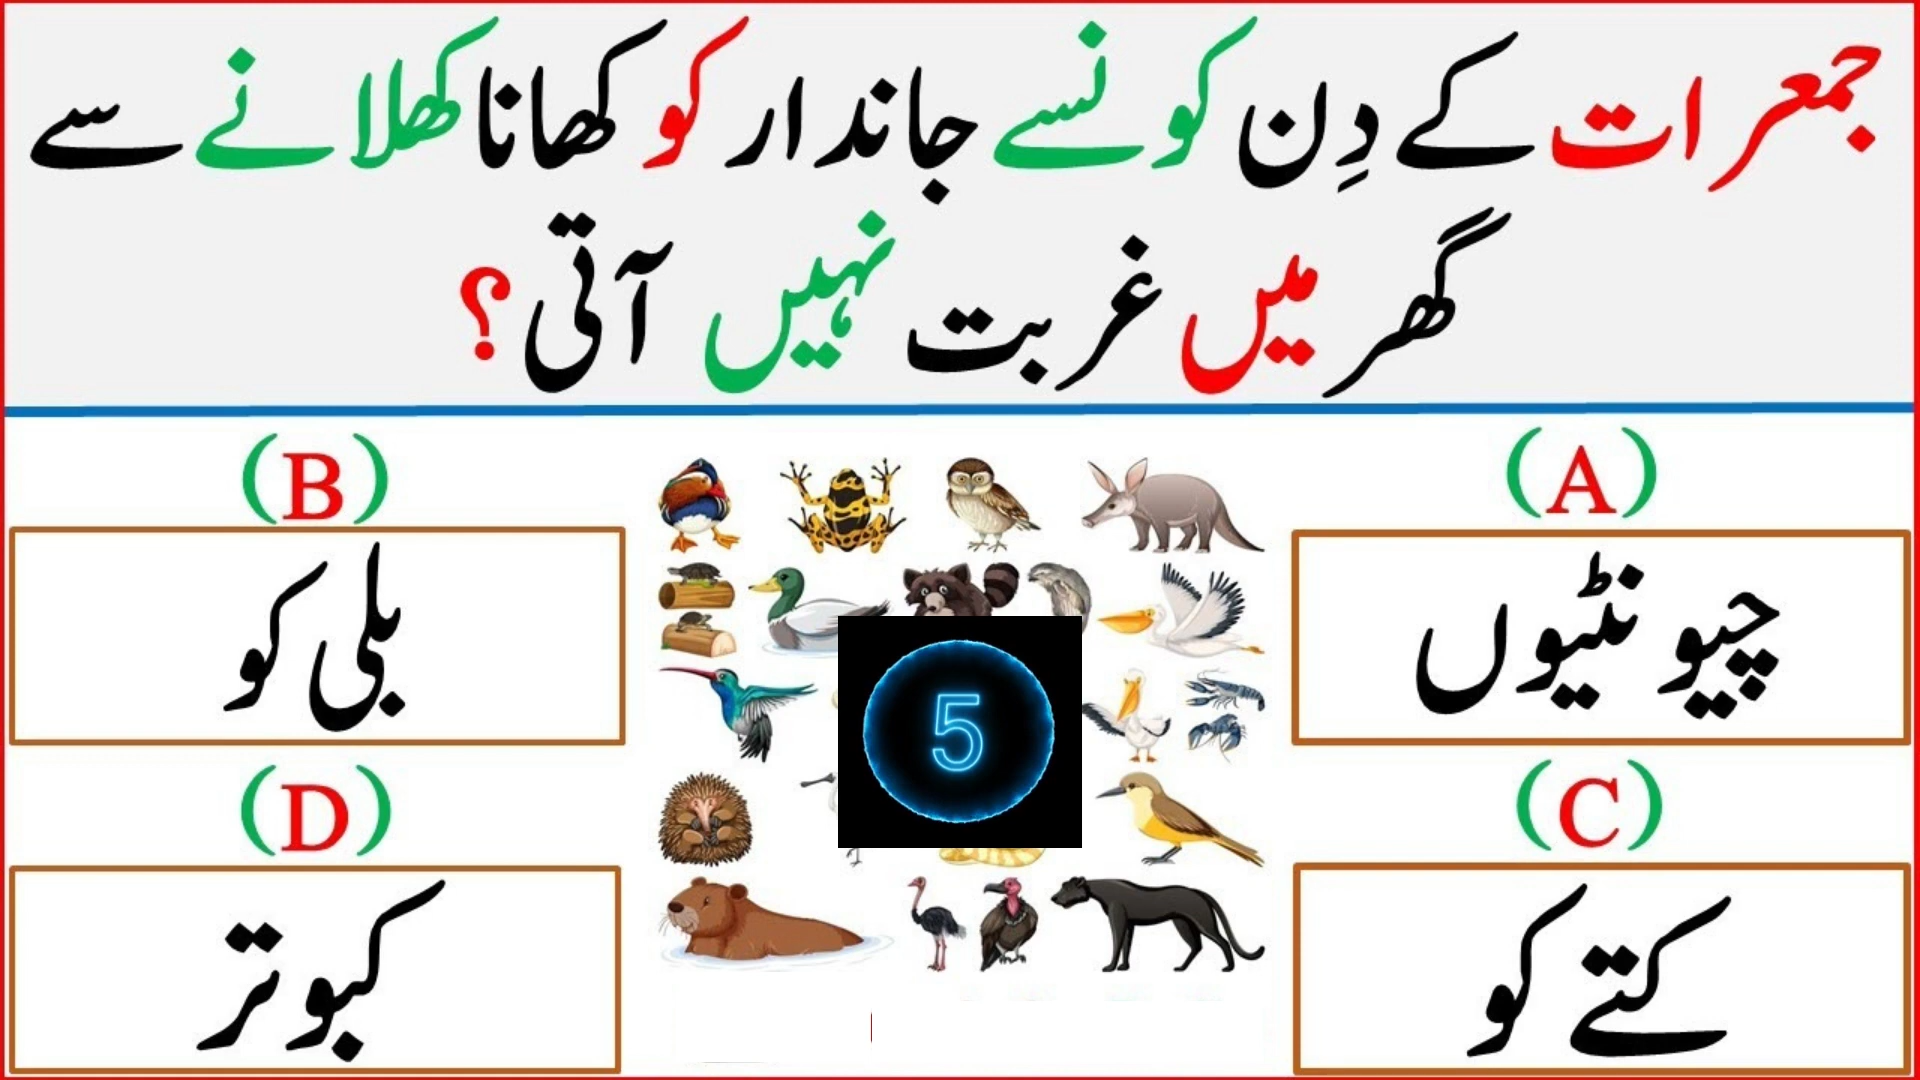 جمعرات کے دِن کونسے جاندار کو کھانا کھلانے سے
گھر میں غربت نہیں آتی؟
(A)
چیونٹیوں
(B)
بلی کو
5
(C)
کتے کو
(D)
کبوتر